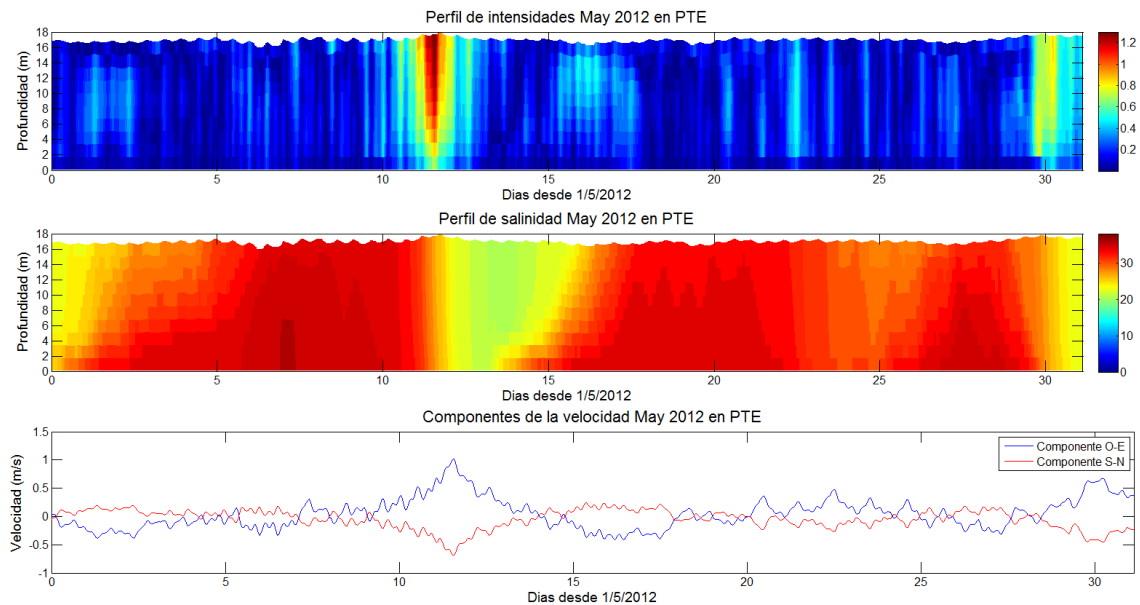 Perfil de intensidades May 2012 en PTE
Profundidad (m)
18
16
14
12
10
8
6
4
2
0
0 5 10 15 20 25 30
Dias desde 1/5/2012
1.2
1
0.8
0.6
0.4
0.2
Perfil de salinidad May 2012 en PTE
Profundidad (m)
18
16
14
12
10
8
6
4
2
0
0 5 10 15 20 25 30
Dias desde 1/5/2012
30
20
10
0
Componentes de la velocidad May 2012 en PTE
Velocidad (m/s)
1.5
1
0.5
0
-0.5
-1
Componente O-E
Componente S-N
0 5 10 15 20 25 30
Dias desde 1/5/2012